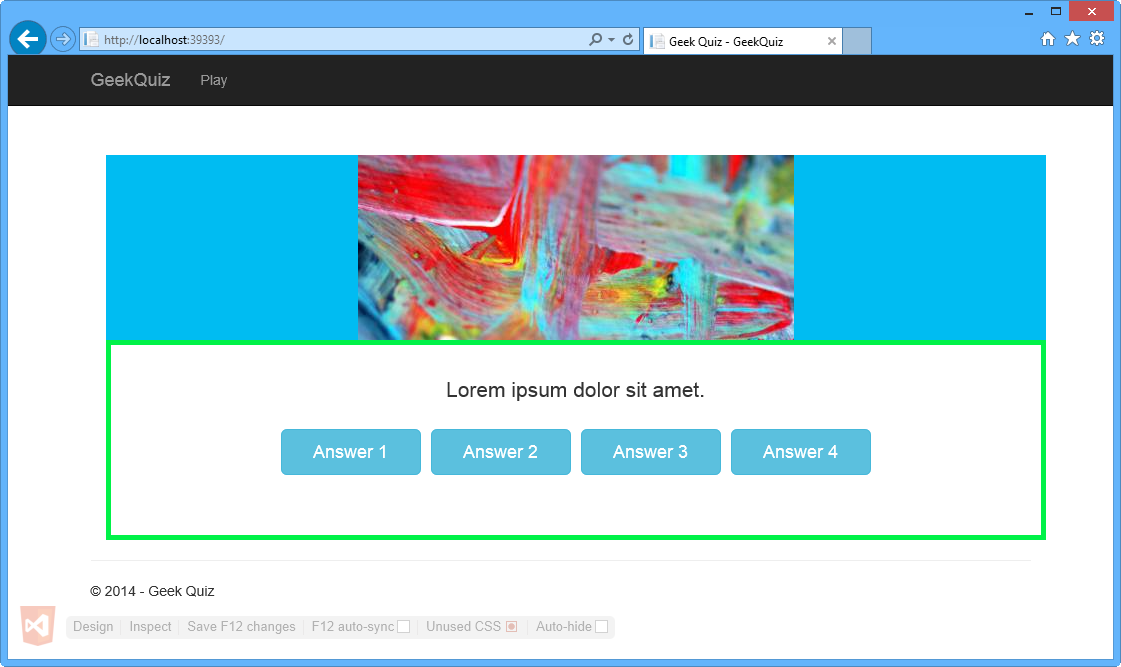 http://localhost:39393/
Geek Quiz - GeekQuiz
GeekQuiz Play
Lorem ipsum dolor sit amet.
Answer 1 Answer 2 Answer 3 Answer 4
© 2014 - Geek Quiz
Design Inspect Save F12 changes F12 auto-sync Unused CSS Auto-hide